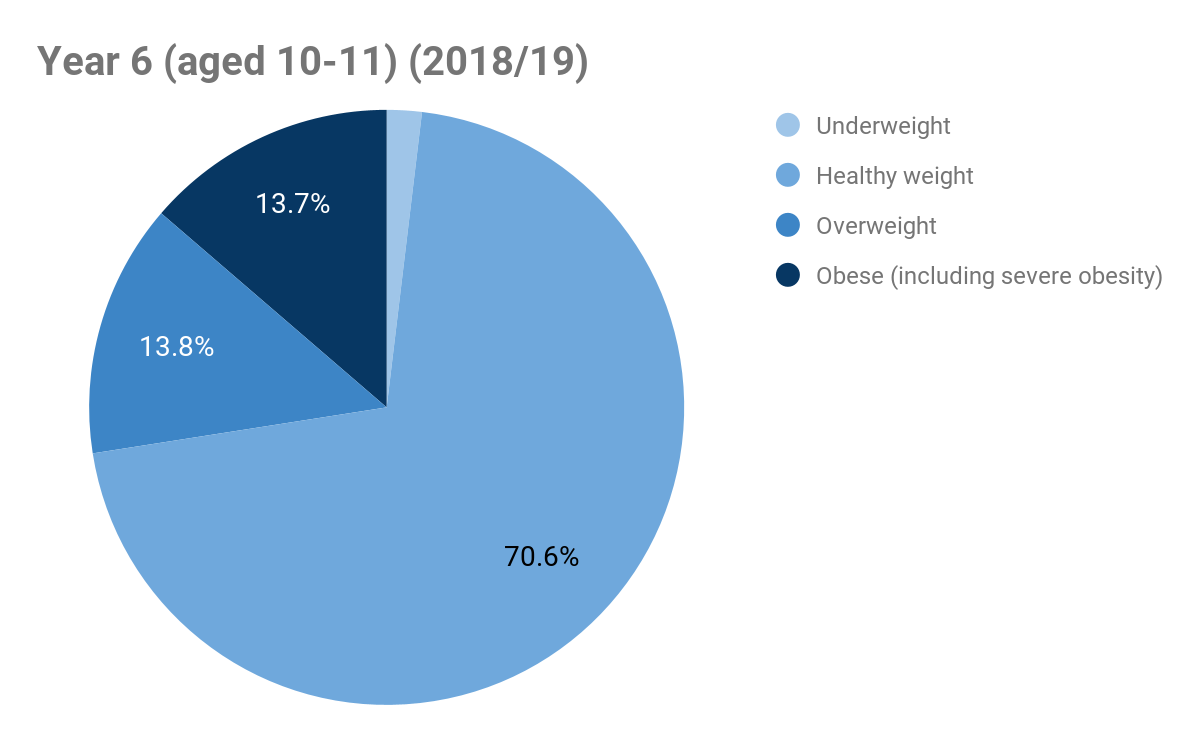 Year 6 (aged 10-11) (2018/19)
Underweight
Healthy weight
Overweight
Obese (including severe obesity)
13.7%
13.8%
70.6%